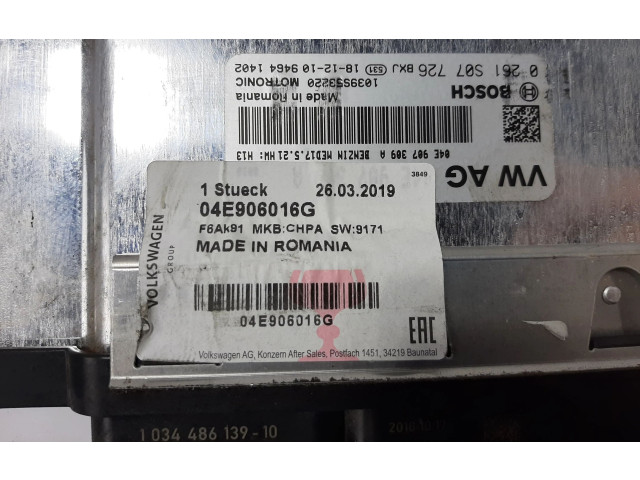 0 261 S07 726 BXJ 531 18-12-10 9464 1402
1039S53220 MOTRONIC
Made in Romania
BOSCH
04E 907 309 A BENZIN MED17.5.21 HW: H13
VW AG
3849
1 Stueck 26.03.2019
04E906016G
F6Ak91 MKB:CHPA SW:9171
MADE IN ROMANIA
VOLKSWAGEN
GROUP
04E906016G
EAC
Volkswagen AG, Konzern After Sales, Postfach 1451, 34219 Baunatal
1 034 486 139-10